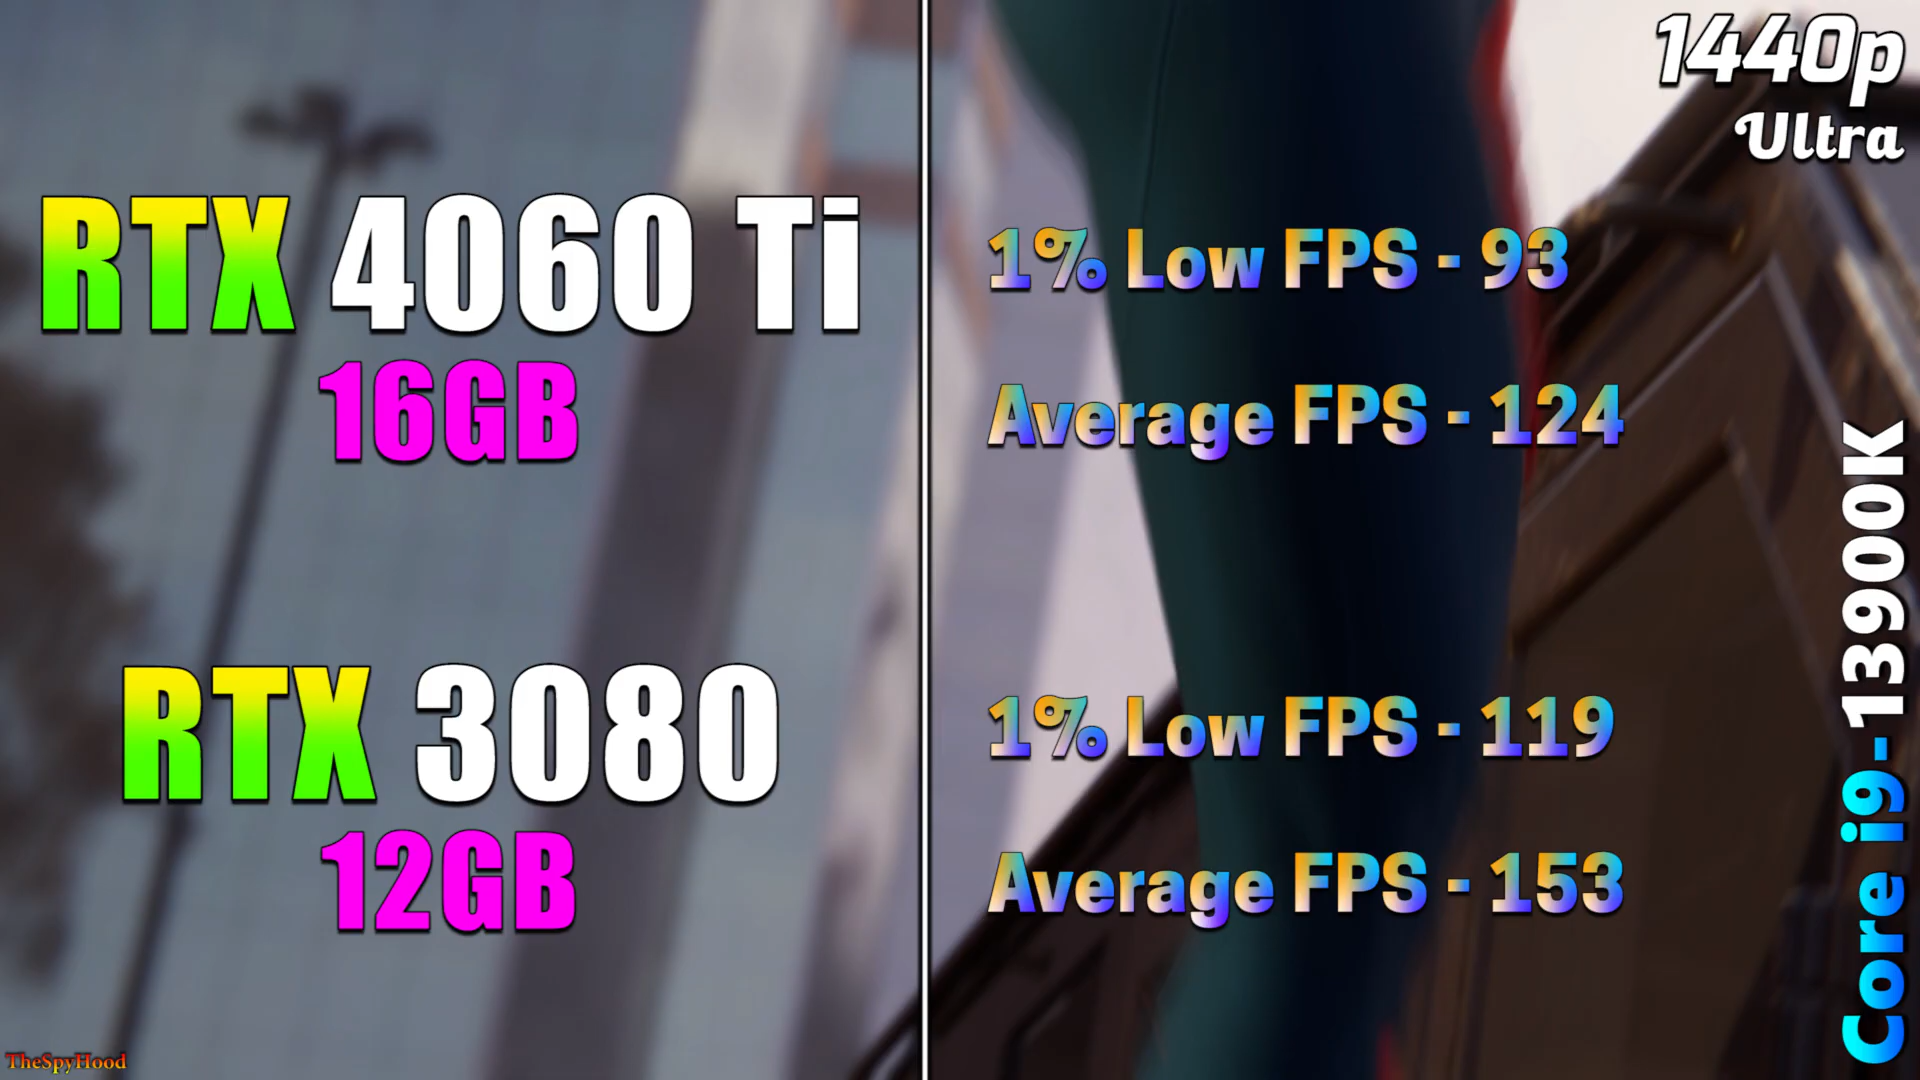 1440p
Ultra
RTX 4060 Ti
16GB
1% Low FPS - 93
Average FPS - 124
RTX 3080
12GB
1% Low FPS - 119
Average FPS - 153
Core i9-13900K
TheSpyHood